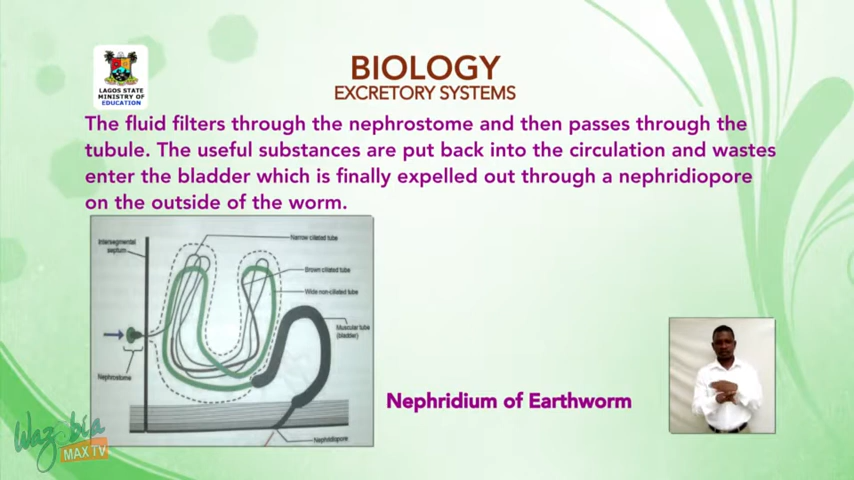 LAGOS STATE
MINISTRY OF
EDUCATION
BIOLOGY
EXCRETORY SYSTEMS
The fluid filters through the nephrostome and then passes through the
tubule. The useful substances are put back into the circulation and wastes
enter the bladder which is finally expelled out through a nephridiopore
on the outside of the worm.
Intersegmental
septum
Narrow ciliated tube
Brown ciliated tube
Wide non-ciliated tube
Muscular tube
(bladder)
Nephrostome
Nephridiopore
Nephridium of Earthworm
Wazobia
MAX TV